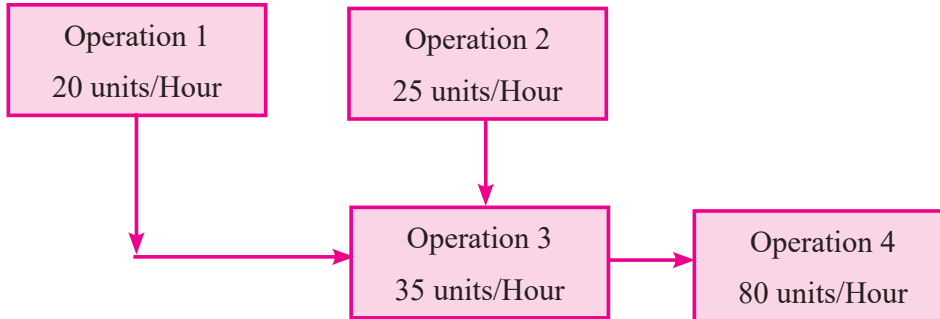 Operation 1
20 units/Hour
Operation 2
25 units/Hour
Operation 3
35 units/Hour
Operation 4
80 units/Hour